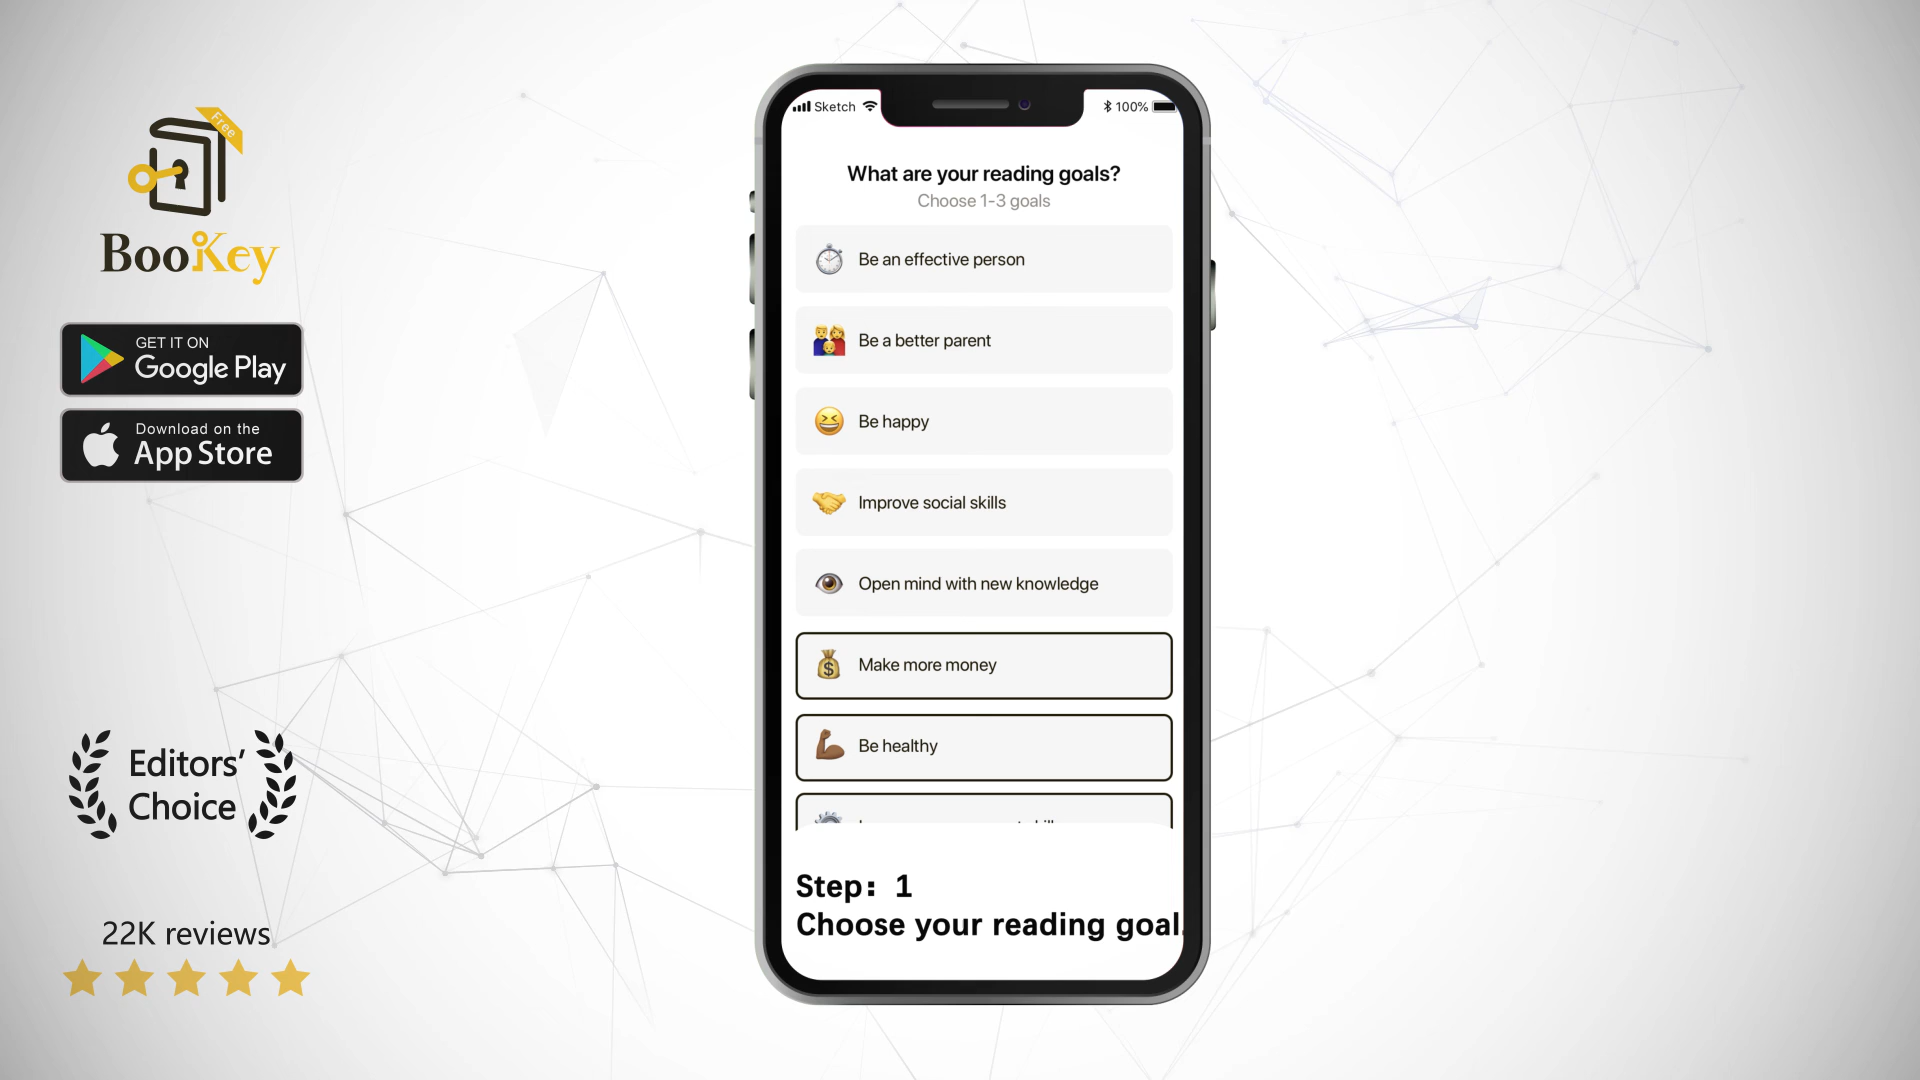 Free
BooKey
GET IT ON
Google Play
Download on the
App Store
Editors’
Choice
22K reviews
Sketch
100%
What are your reading goals?
Choose 1-3 goals
Be an effective person
Be a better parent
Be happy
Improve social skills
Open mind with new knowledge
Make more money
Be healthy
Step: 1
Choose your reading goal.